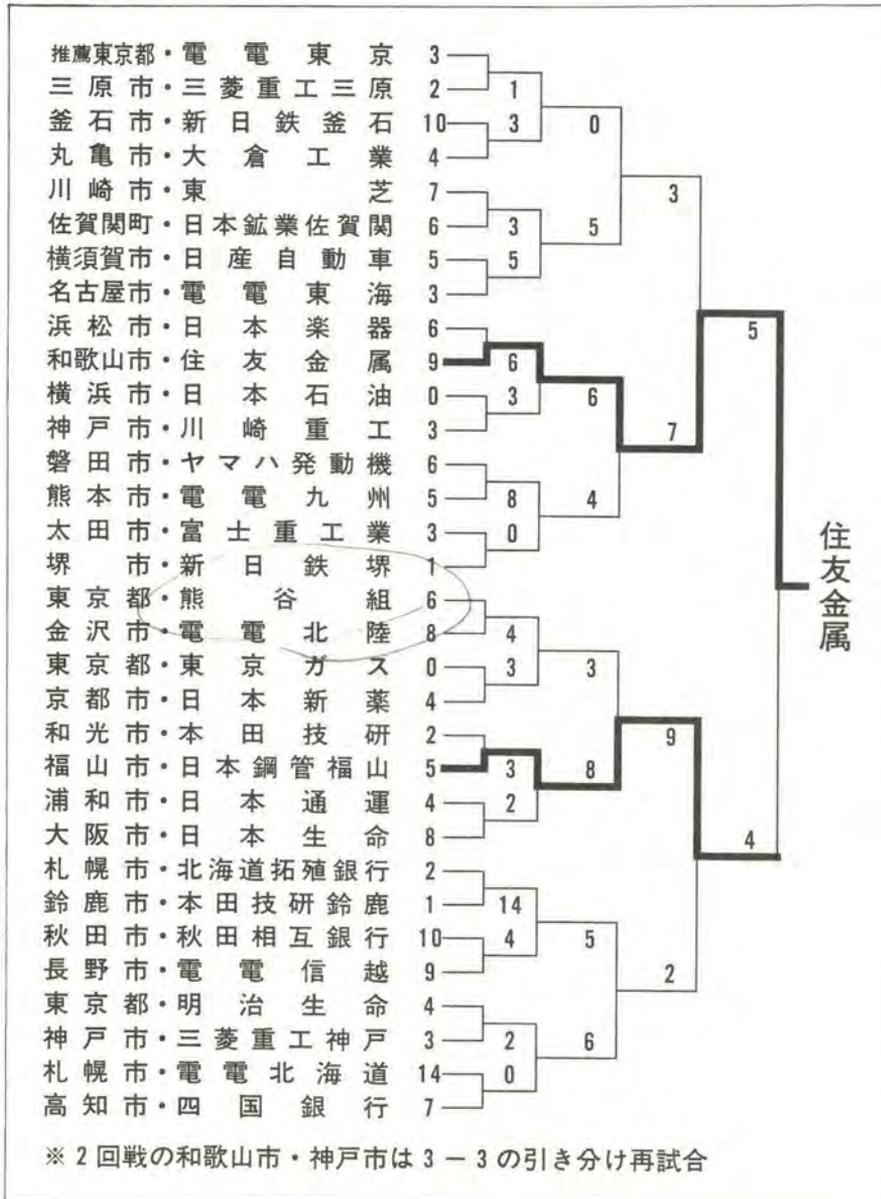 推薦東京都・電電東京 3
三原市・三菱重工三原 2
釜石市・新日鉄釜石 10
丸亀市・大倉工業 4
川崎市・東芝 7
佐賀関町・日本鉱業佐賀関 6
横須賀市・日産自動車 5
名古屋市・電電東海 3
浜松市・日本楽器 6
和歌山市・住友金属 9
横浜市・日本石油 0
神戸市・川崎重工 3
磐田市・ヤマハ発動機 6
熊本市・電電九州 5
太田市・富士重工業 3
堺市・新日鉄堺 1
東京都・熊谷組 6
金沢市・電電北陸 8
東京都・東京ガス 0
京都市・日本新薬 4
和光市・本田技研 2
福山市・日本鋼管福山 5
浦和市・日本通運 4
大阪市・日本生命 8
札幌市・北海道拓殖銀行 2
鈴鹿市・本田技研鈴鹿 1
秋田市・秋田相互銀行 10
長野市・電電信越 9
東京都・明治生命 4
神戸市・三菱重工神戸 3
札幌市・電電北海道 14
高知市・四国銀行 7
1
3
3
5
6
3
8
0
4
3
3
2
14
4
2
0
0
5
6
4
3
8
5
6
3
7
9
2
5
4
住友金属
※2回戦の和歌山市・神戸市は3－3の引き分け再試合